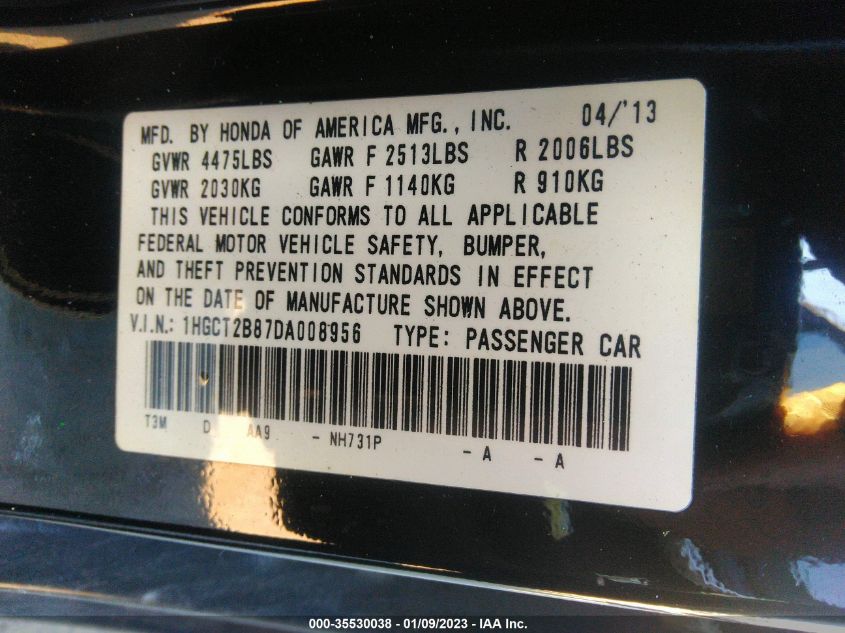 MFD. BY HONDA OF AMERICA MFG., INC. 04/'13
GVWR 4475LBS GAWR F 2513LBS R 2006LBS
GVWR 2030KG GAWR F 1140KG R 910KG
THIS VEHICLE CONFORMS TO ALL APPLICABLE
FEDERAL MOTOR VEHICLE SAFETY, BUMPER,
AND THEFT PREVENTION STANDARDS IN EFFECT
ON THE DATE OF MANUFACTURE SHOWN ABOVE.
V.I.N.: 1HGCT2B87DA008956 TYPE: PASSENGER CAR
T3M D AA9 - NH731P - A - A
000-35530038 - 01/09/2023 - IAA Inc.